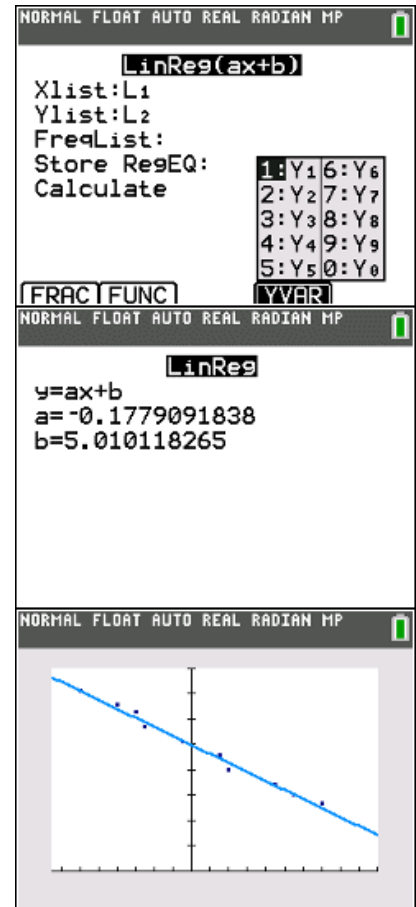 NORMAL FLOAT AUTO REAL RADIAN MP
LinReg(ax+b)
Xlist:L₁
Ylist:L₂
FreqList:
Store RegEQ:
Calculate
1:Y₁ 6:Y₆
2:Y₂ 7:Y₇
3:Y₃ 8:Y₈
4:Y₄ 9:Y₉
5:Y₅ 0:Y₀
FRAC FUNC YVAR
NORMAL FLOAT AUTO REAL RADIAN MP
LinReg
y=ax+b
a=-0.1779091838
b=5.010118265
NORMAL FLOAT AUTO REAL RADIAN MP